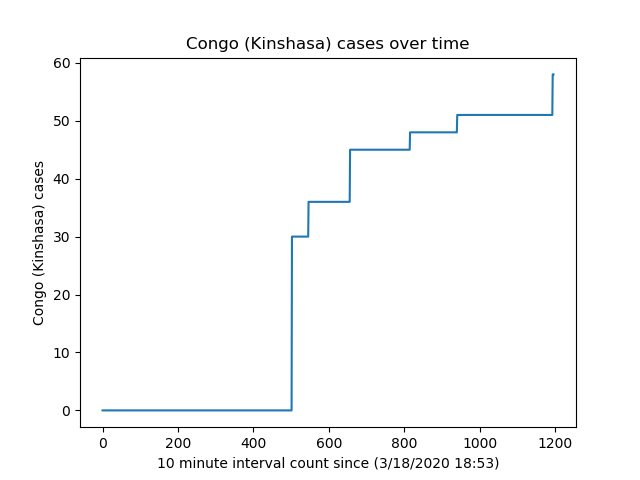 Congo (Kinshasa) cases over time
60
50
40
30
20
10
0
Congo (Kinshasa) cases
0 200 400 600 800 1000 1200
10 minute interval count since (3/18/2020 18:53)